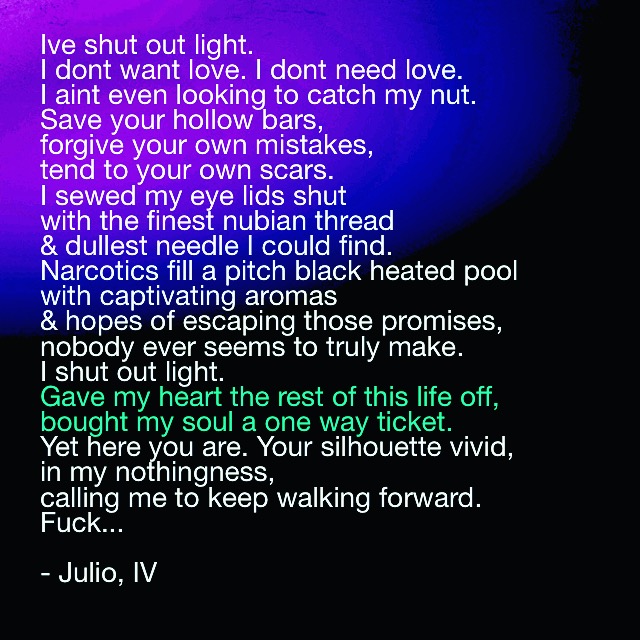 Ive shut out light.
I dont want love. I dont need love.
I aint even looking to catch my nut.
Save your hollow bars,
forgive your own mistakes,
tend to your own scars.
I sewed my eye lids shut
with the finest nubian thread
& dullest needle I could find.
Narcotics fill a pitch black heated pool
with captivating aromas
& hopes of escaping those promises,
nobody ever seems to truly make.
I shut out light.
Gave my heart the rest of this life off,
bought my soul a one way ticket.
Yet here you are. Your silhouette vivid,
in my nothingness,
calling me to keep walking forward.
Fuck...
- Julio, IV